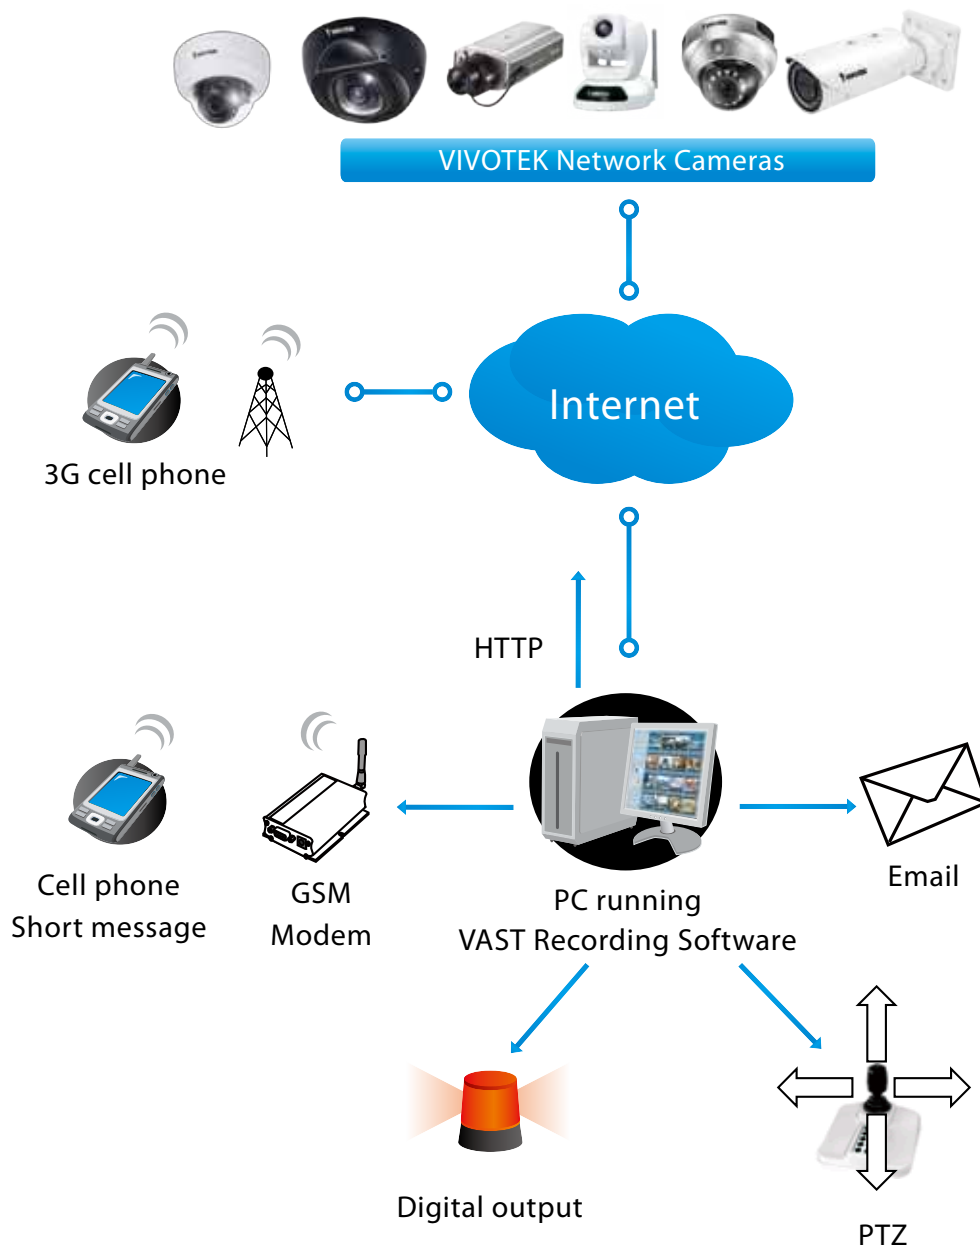 VIVOTEK Network Cameras
Internet
3G cell phone
HTTP
Cell phone
Short message
GSM
Modem
PC running
VAST Recording Software
Email
Digital output
PTZ